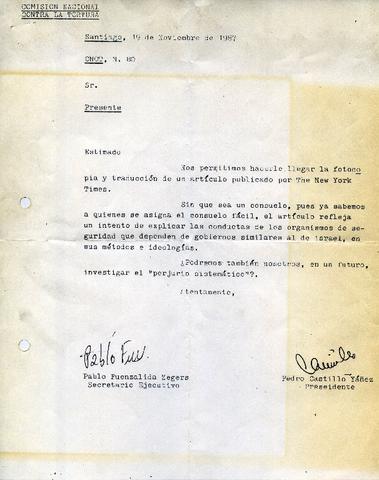 COMISION NACIONAL
CONTRA LA TORTURA
Santiago, 19 de Noviembre de 1987
CNCT, N. 80
Sr.
Presente
Estimado
Nos permitimos hacerle llegar la fotoco
pia y traducción de un artículo publicado por The New York
Times.
Sin que sea un consuelo, pues ya sabemos
a quienes se asigna el consuelo fácil, el artículo refleja
un intento de explicar las conductas de los organismos de se-
guridad que dependen de gobiernos similares al de Israel, en
sus métodos e ideologías.
¿Podremos también nosotros, en un futuro,
investigar el "perjurio sistemático"?.
Atentamente,
Pablo Fue.
Pablo Fuenzalida Zegers
Secretario Ejecutivo
Pedro Castillo Yáñez
Presidente